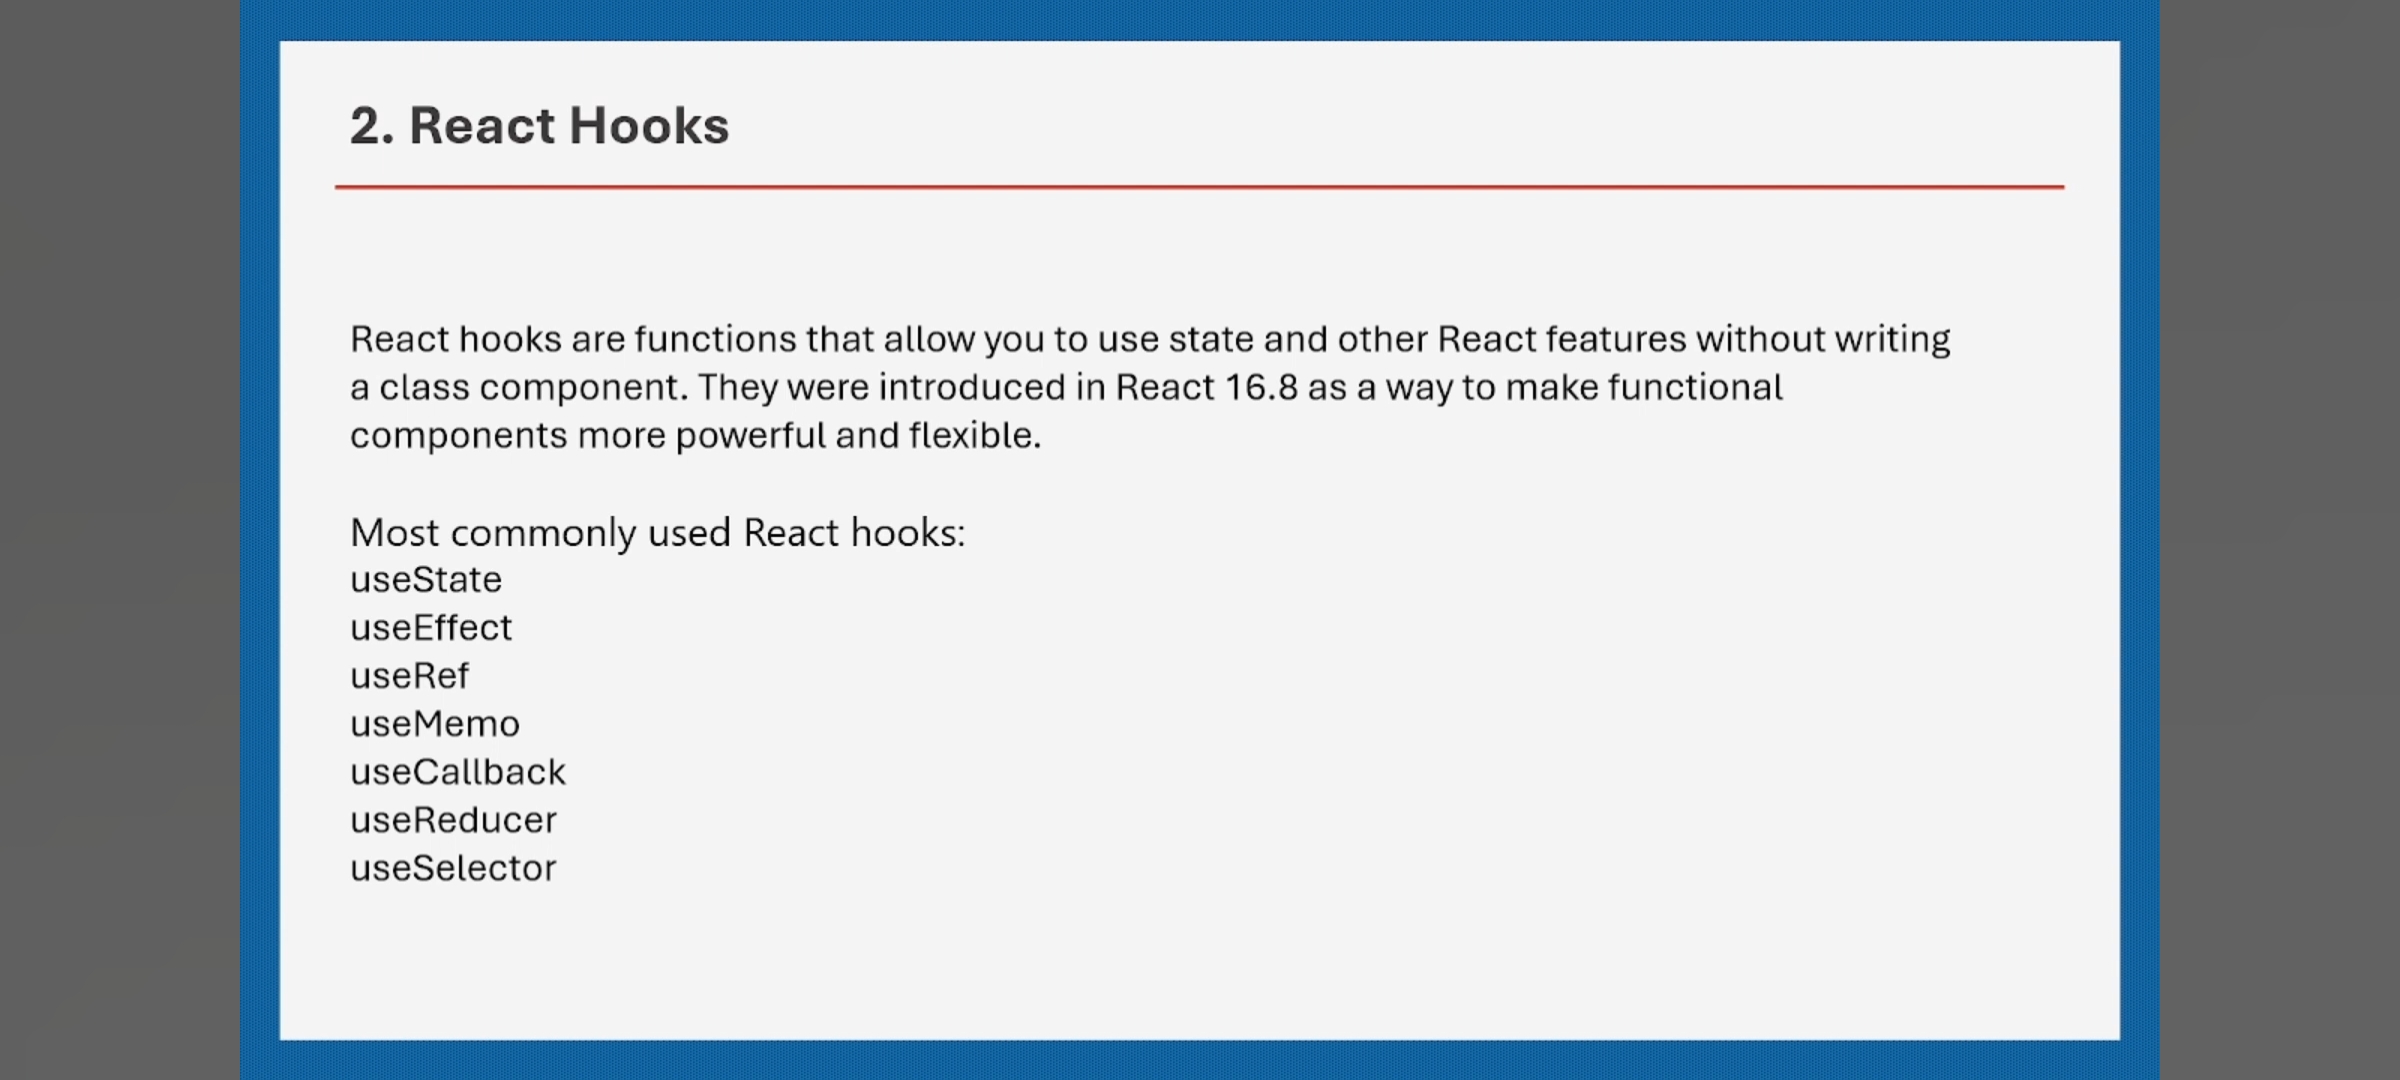 2. React Hooks
React hooks are functions that allow you to use state and other React features without writing
a class component. They were introduced in React 16.8 as a way to make functional
components more powerful and flexible.
Most commonly used React hooks:
useState
useEffect
useRef
useMemo
useCallback
useReducer
useSelector